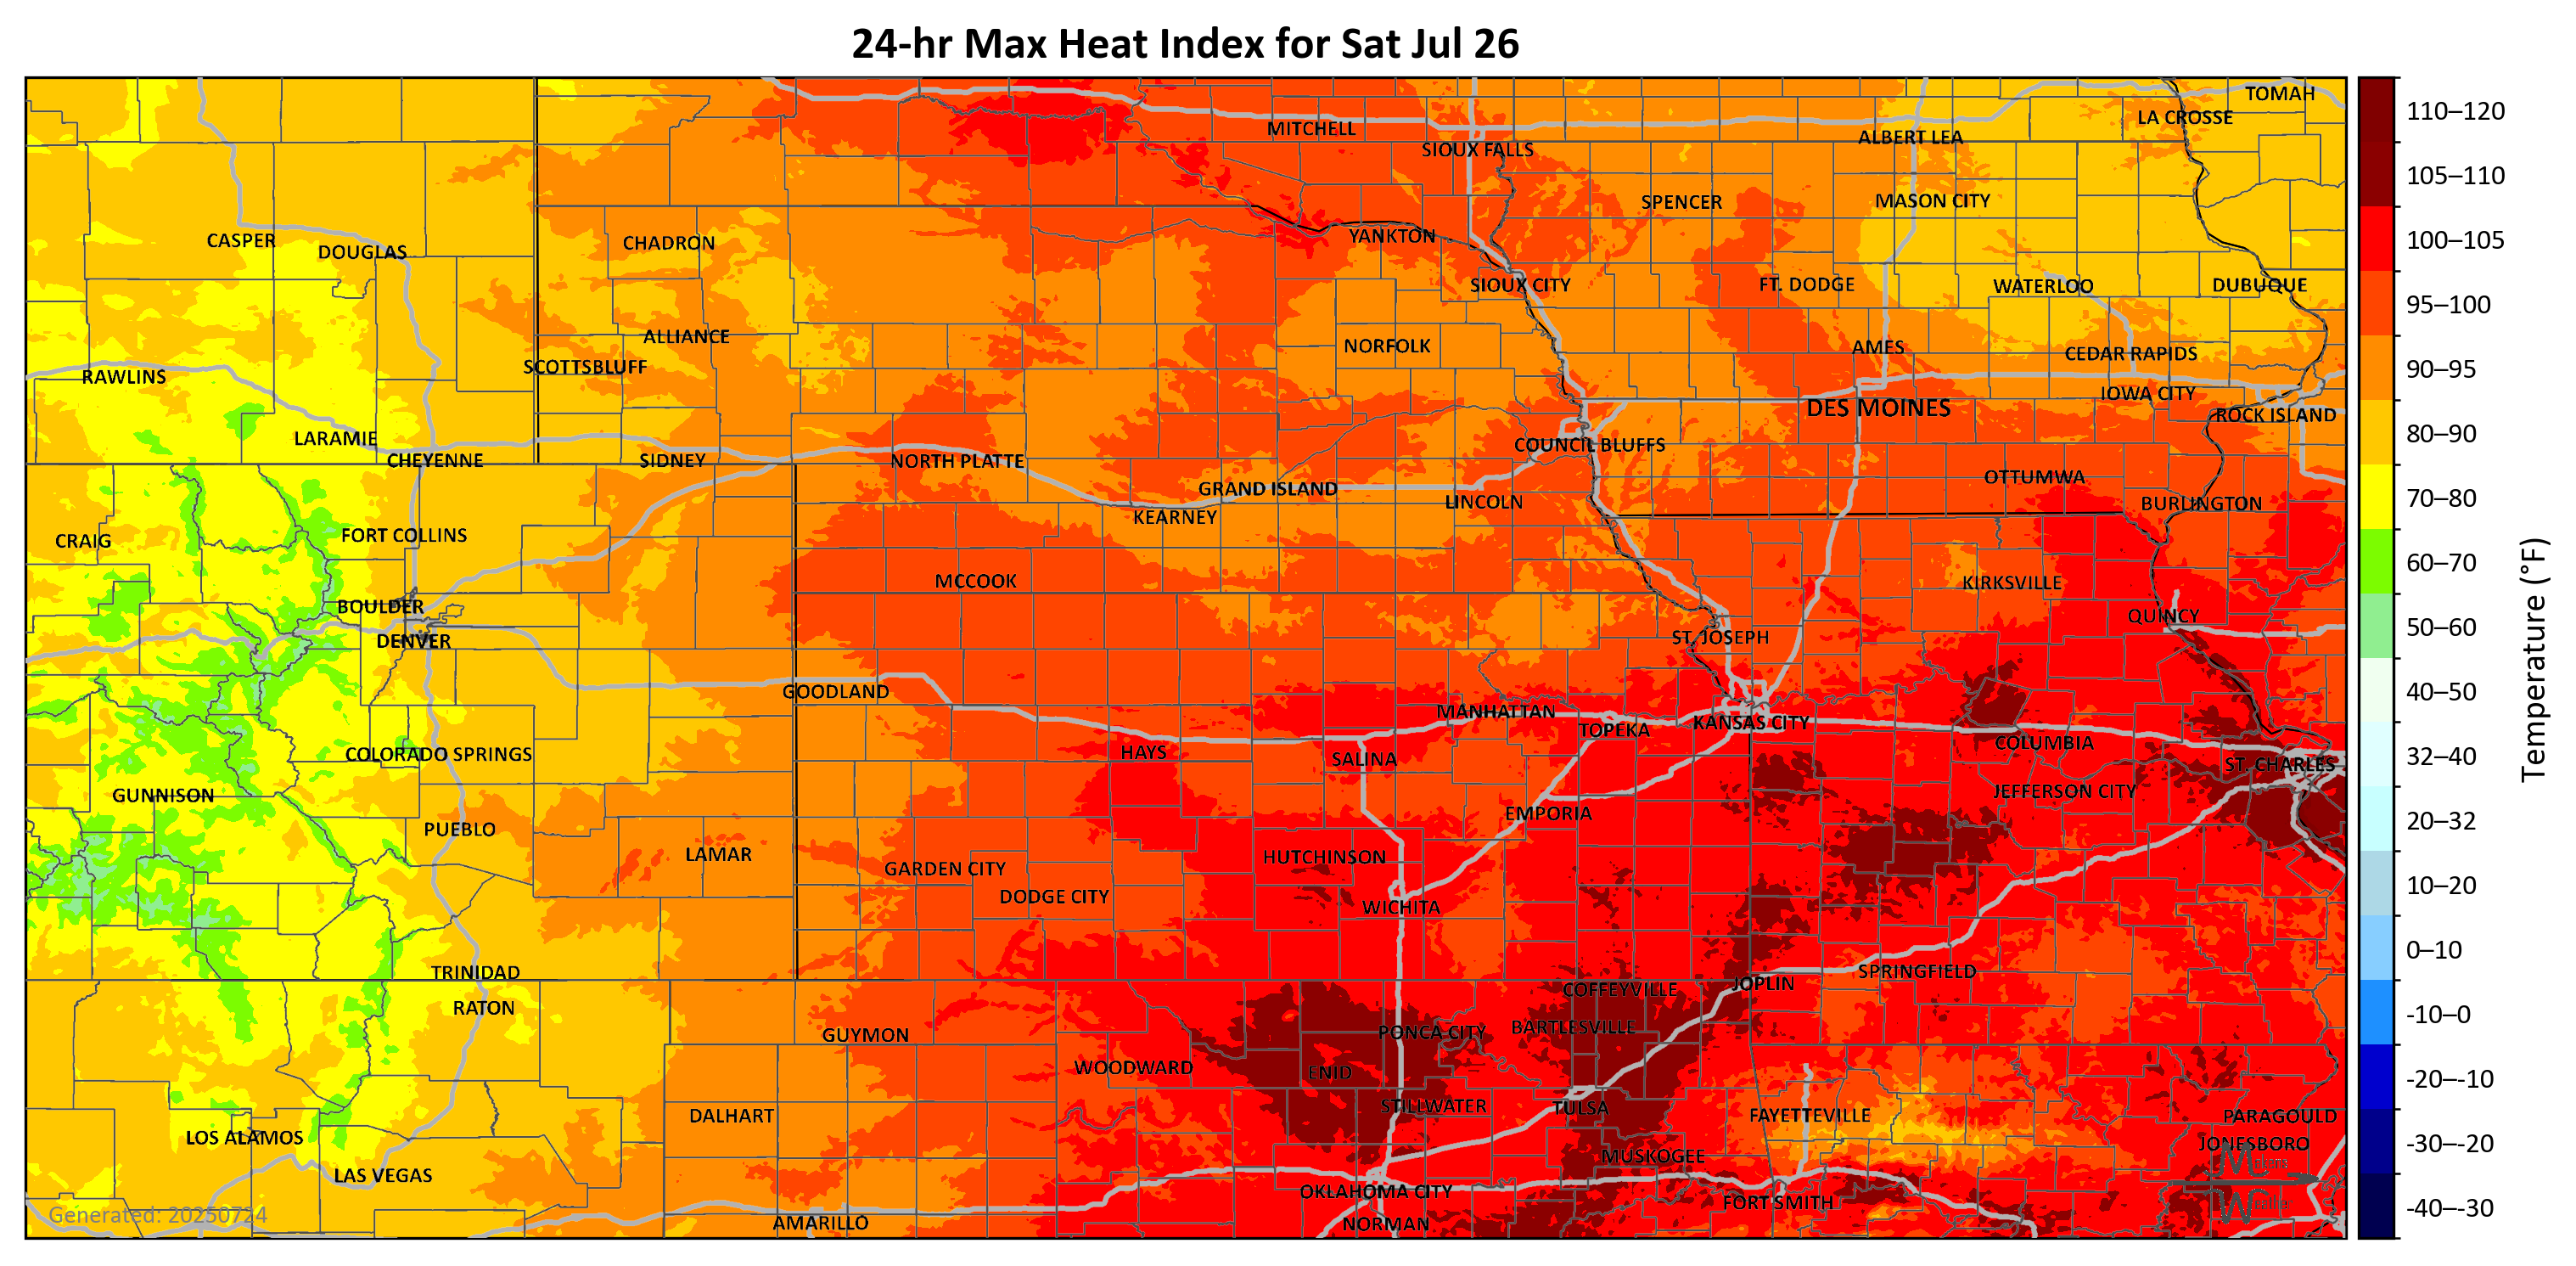 24-hr Max Heat Index for Sat Jul 26
TOMAH
LA CROSSE
MITCHELL
ALBERT LEA
SIOUX FALLS
SPENCER
MASON CITY
CASPER
DOUGLAS
CHADRON
YANKTON
SIOUX CITY
FT. DODGE
WATERLOO
DUBUQUE
ALLIANCE
NORFOLK
AMES
CEDAR RAPIDS
SCOTTSBLUFF
RAWLINS
IOWA CITY
DES MOINES
ROCK ISLAND
LARAMIE
COUNCIL BLUFFS
CHEYENNE
SIDNEY
NORTH PLATTE
OTTUMWA
GRAND ISLAND
LINCOLN
BURLINGTON
KEARNEY
CRAIG
FORT COLLINS
MCCOOK
KIRKSVILLE
BOULDER
QUINCY
DENVER
ST. JOSEPH
GOODLAND
MANHATTAN
TOPEKA
KANSAS CITY
COLUMBIA
COLORADO SPRINGS
HAYS
SALINA
ST. CHARLES
GUNNISON
JEFFERSON CITY
EMPORIA
PUEBLO
LAMAR
HUTCHINSON
GARDEN CITY
DODGE CITY
WICHITA
TRINIDAD
SPRINGFIELD
JOPLIN
COFFEYVILLE
RATON
GUYMON
PONCA CITY
BARTLESVILLE
WOODWARD
ENID
STILLWATER
TULSA
DALHART
FAYETTEVILLE
PARAGOULD
LOS ALAMOS
JONESBORO
MUSKOGEE
LAS VEGAS
OKLAHOMA CITY
FORT SMITH
AMARILLO
NORMAN
Generated: 20250724
110–120
105–110
100–105
95–100
90–95
80–90
70–80
60–70
50–60
40–50
32–40
20–32
10–20
0–10
-10–0
-20–-10
-30–-20
-40–-30
Temperature (°F)